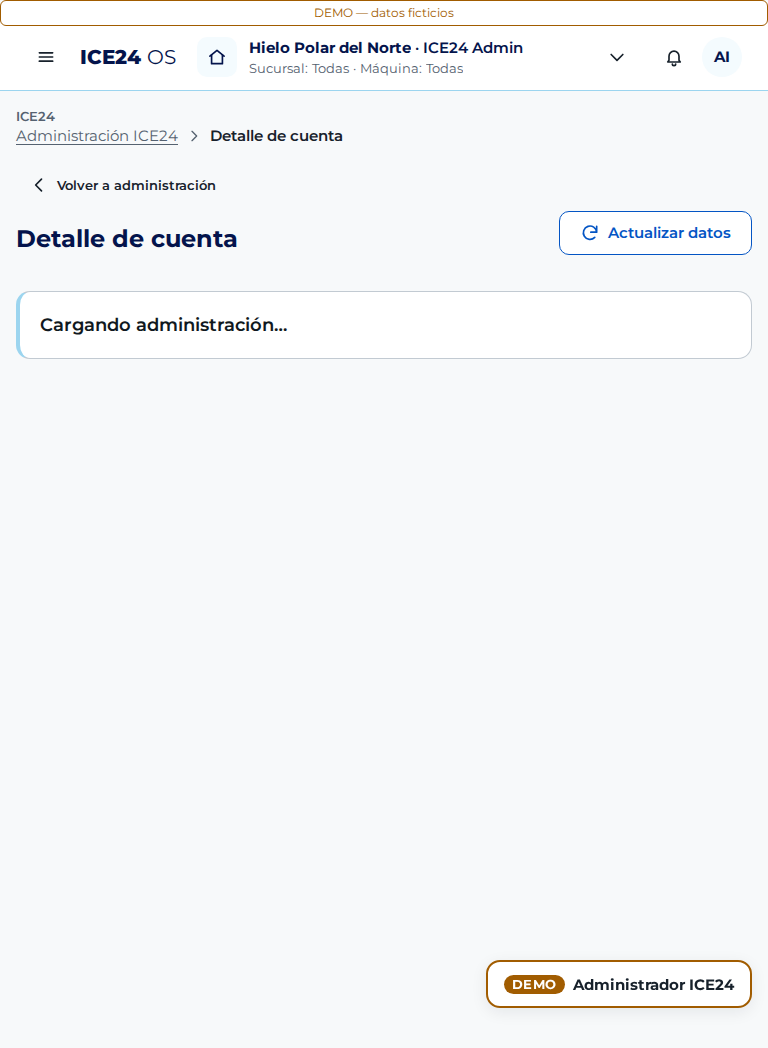 DEMO — datos ficticios
ICE24 OS
Hielo Polar del Norte · ICE24 Admin
Sucursal: Todas · Máquina: Todas
AI
ICE24
Administración ICE24 > Detalle de cuenta
Volver a administración
Detalle de cuenta
Actualizar datos
Cargando administración...
DEMO Administrador ICE24